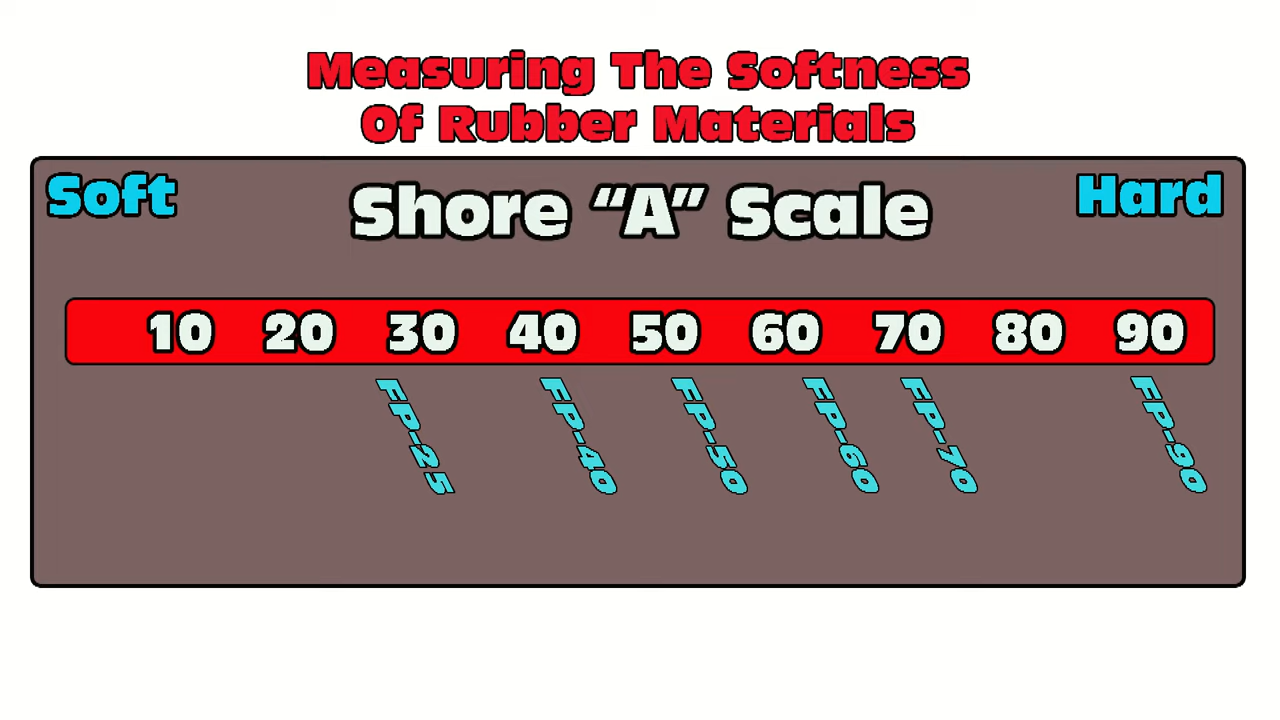 Measuring The Softness
Of Rubber Materials
Soft
Shore “A” Scale
Hard
10 20 30 40 50 60 70 80 90
FP-25 FP-40 FP-50 FP-60 FP-70 FP-90